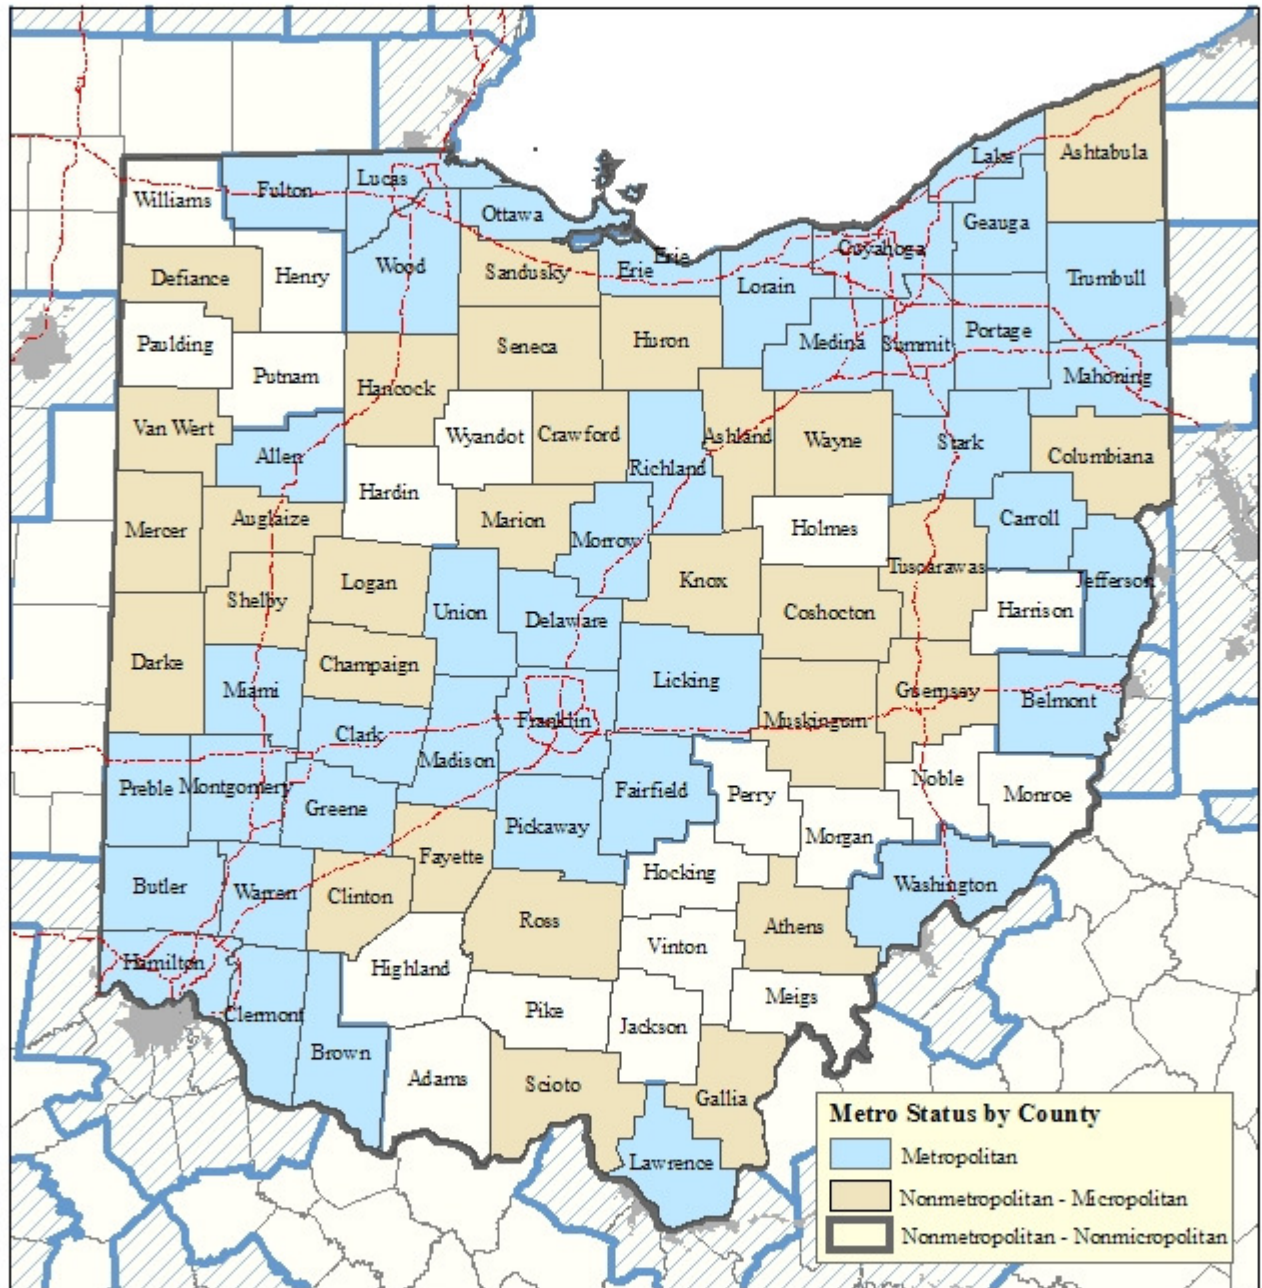 Ashtabula
Lake
Williams
Fulton
Lucas
Ottawa
Geauga
Cuyahoga
Erie
Erie
Defiance
Henry
Wood
Sandusky
Lorain
Trumbull
Paulding
Seneca
Huron
Medina
Summit
Portage
Putnam
Hancock
Mahoning
Van Wert
Allen
Wyandot
Crawford
Richland
Ashland
Wayne
Stark
Columbiana
Hardin
Mercer
Auglaize
Marion
Morrow
Holmes
Carroll
Tuscarawas
Jefferson
Logan
Knox
Shelby
Union
Delaware
Coshocton
Harrison
Darke
Champaign
Miami
Licking
Guernsey
Belmont
Clark
Franklin
Muskingum
Preble
Montgomery
Madison
Fairfield
Perry
Noble
Monroe
Greene
Pickaway
Morgan
Fayette
Hocking
Butler
Warren
Clinton
Washington
Ross
Athens
Vinton
Hamilton
Highland
Meigs
Clermont
Pike
Jackson
Brown
Adams
Scioto
Gallia
Lawrence
Metro Status by County
Metropolitan
Nonmetropolitan - Micropolitan
Nonmetropolitan - Nonmicropolitan